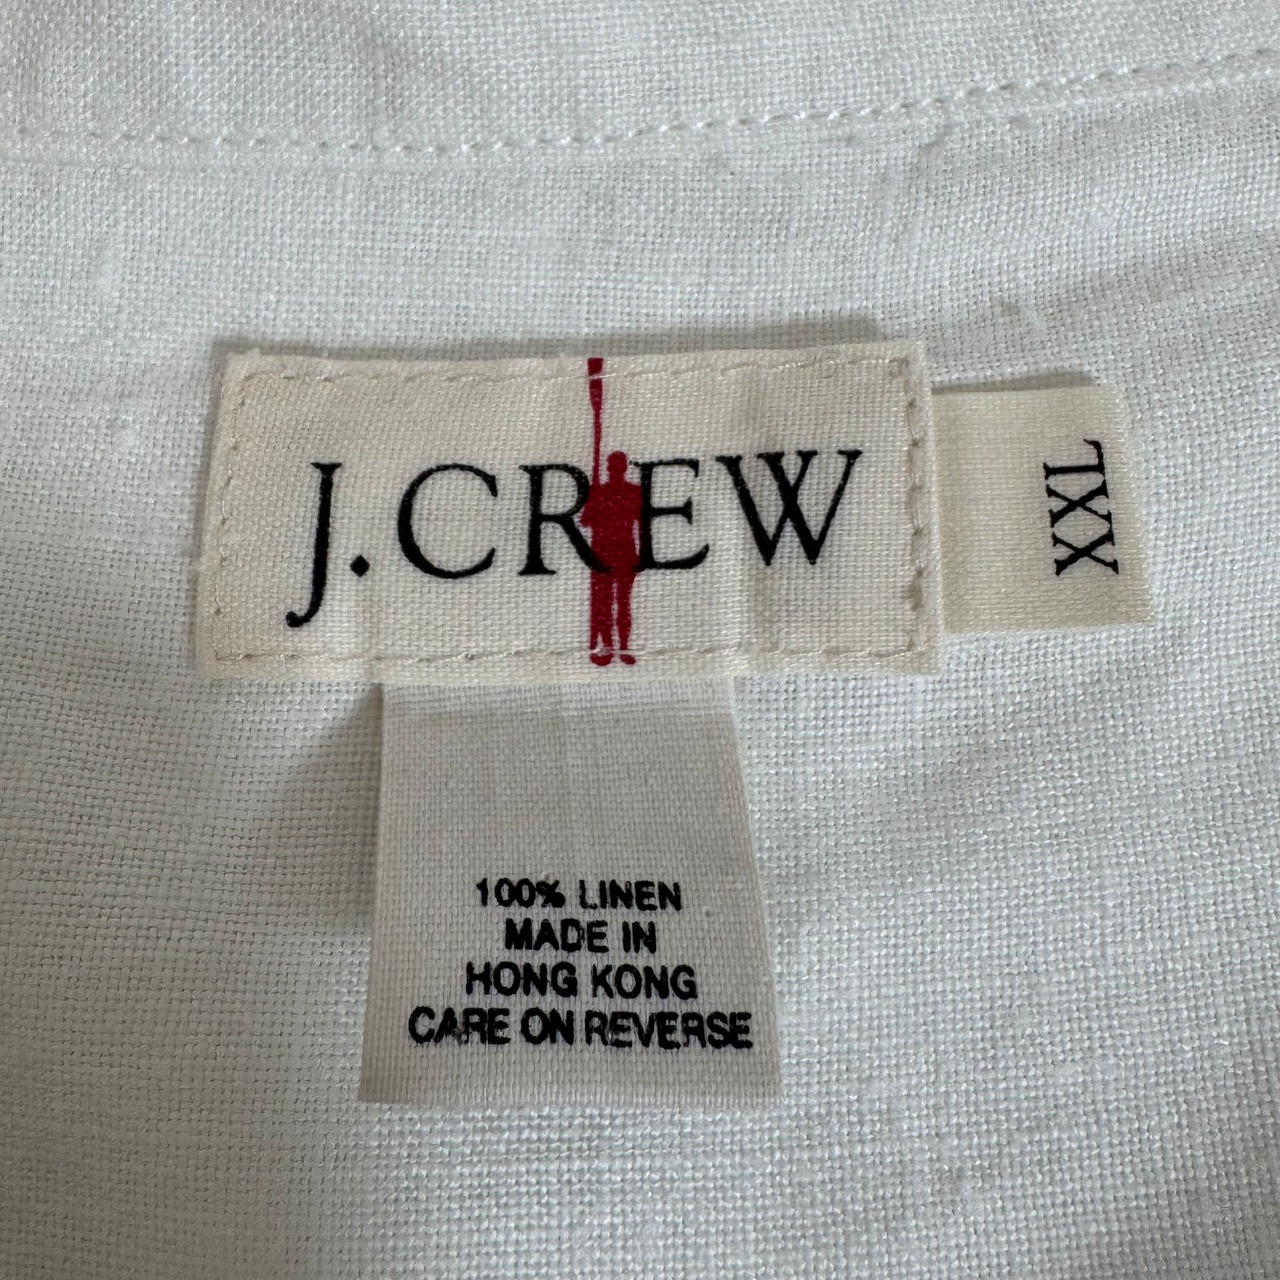 J.CREW
XXL
100% LINEN
MADE IN
HONG KONG
CARE ON REVERSE